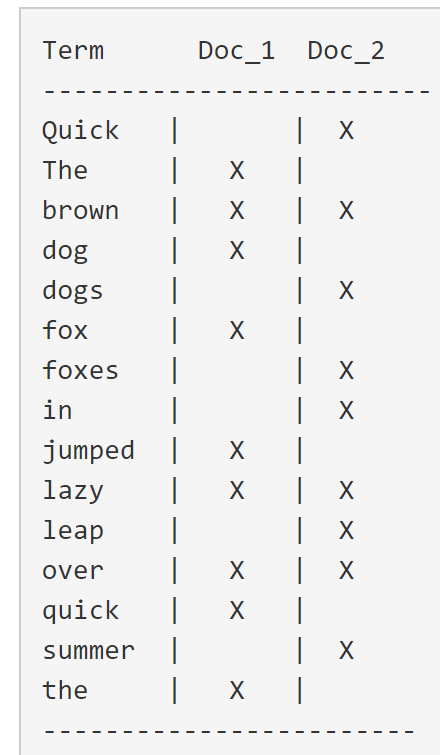 Term      Doc_1  Doc_2
-------------------------
Quick   |       |  X
The     |   X   |
brown   |   X   |  X
dog     |   X   |
dogs    |       |  X
fox     |   X   |
foxes   |       |  X
in      |       |  X
jumped  |   X   |
lazy    |   X   |  X
leap    |       |  X
over    |   X   |  X
quick   |   X   |
summer  |       |  X
the     |   X   |
------------------------